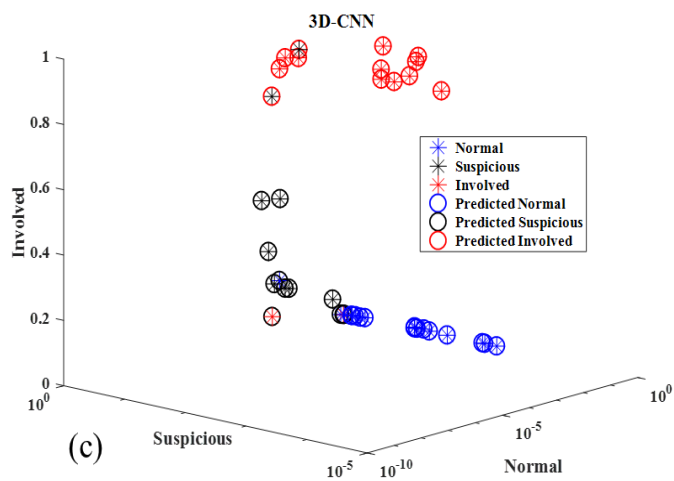 3D-CNN
1
0.8
0.6
0.4
0.2
0
Involved
Normal
Suspicious
Involved
Predicted Normal
Predicted Suspicious
Predicted Involved
10^0
Suspicious
10^-5
10^-10
10^-5
10^0
Normal
(c)